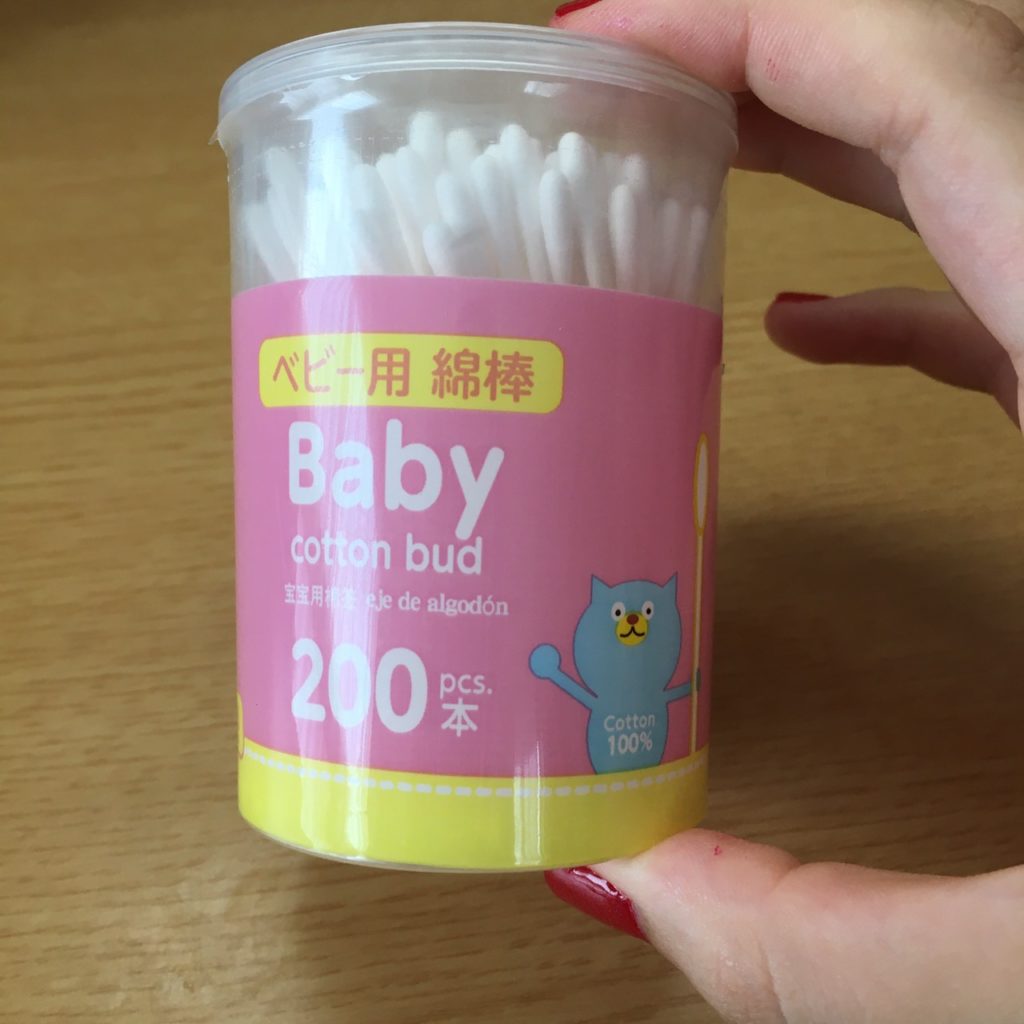 ベビー用 綿棒
Baby
cotton bud
宝宝用棉签 eje de algodón
200 pcs.
本
Cotton
100%